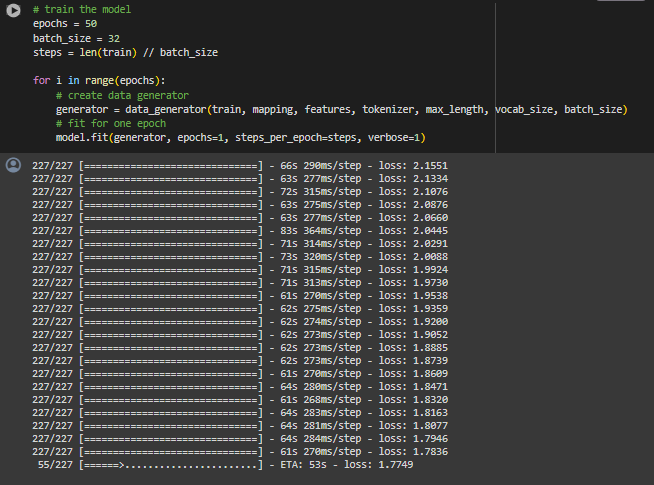 # train the model
epochs = 50
batch_size = 32
steps = len(train) // batch_size
for i in range(epochs):
# create data generator
generator = data_generator(train, mapping, features, tokenizer, max_length, vocab_size, batch_size)
# fit for one epoch
model.fit(generator, epochs=1, steps_per_epoch=steps, verbose=1)
227/227 [==============================] - 66s 290ms/step - loss: 2.1551
227/227 [==============================] - 63s 277ms/step - loss: 2.1334
227/227 [==============================] - 72s 315ms/step - loss: 2.1076
227/227 [==============================] - 63s 275ms/step - loss: 2.0876
227/227 [==============================] - 63s 277ms/step - loss: 2.0660
227/227 [==============================] - 83s 364ms/step - loss: 2.0445
227/227 [==============================] - 71s 314ms/step - loss: 2.0291
227/227 [==============================] - 73s 320ms/step - loss: 2.0088
227/227 [==============================] - 71s 315ms/step - loss: 1.9924
227/227 [==============================] - 71s 313ms/step - loss: 1.9730
227/227 [==============================] - 61s 270ms/step - loss: 1.9538
227/227 [==============================] - 62s 275ms/step - loss: 1.9359
227/227 [==============================] - 62s 274ms/step - loss: 1.9200
227/227 [==============================] - 62s 273ms/step - loss: 1.9052
227/227 [==============================] - 62s 273ms/step - loss: 1.8885
227/227 [==============================] - 62s 273ms/step - loss: 1.8739
227/227 [==============================] - 61s 270ms/step - loss: 1.8609
227/227 [==============================] - 64s 280ms/step - loss: 1.8471
227/227 [==============================] - 61s 268ms/step - loss: 1.8320
227/227 [==============================] - 64s 283ms/step - loss: 1.8163
227/227 [==============================] - 64s 281ms/step - loss: 1.8077
227/227 [==============================] - 64s 284ms/step - loss: 1.7946
227/227 [==============================] - 61s 270ms/step - loss: 1.7836
55/227 [======>.......................] - ETA: 53s - loss: 1.7749